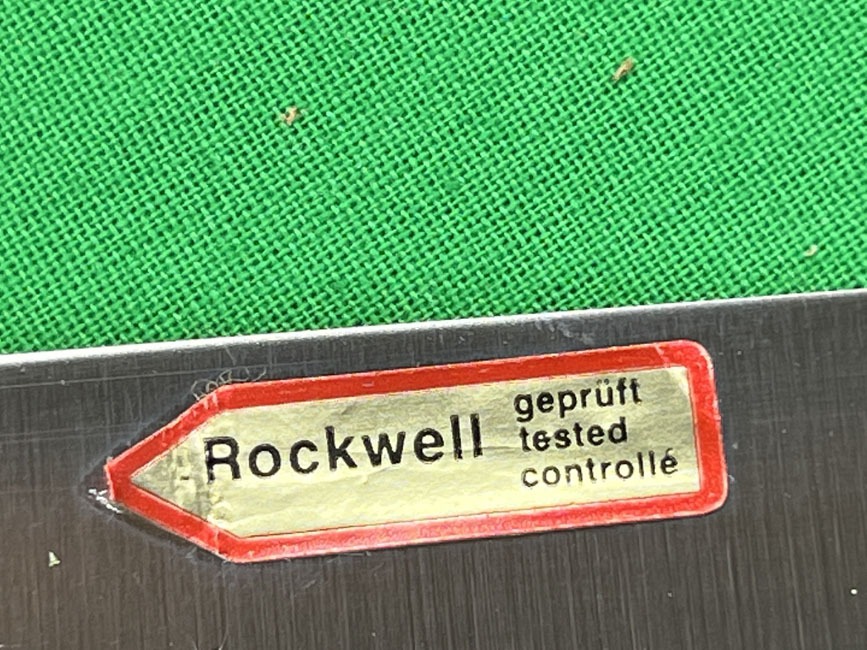 Rockwell
geprüft
tested
controllé